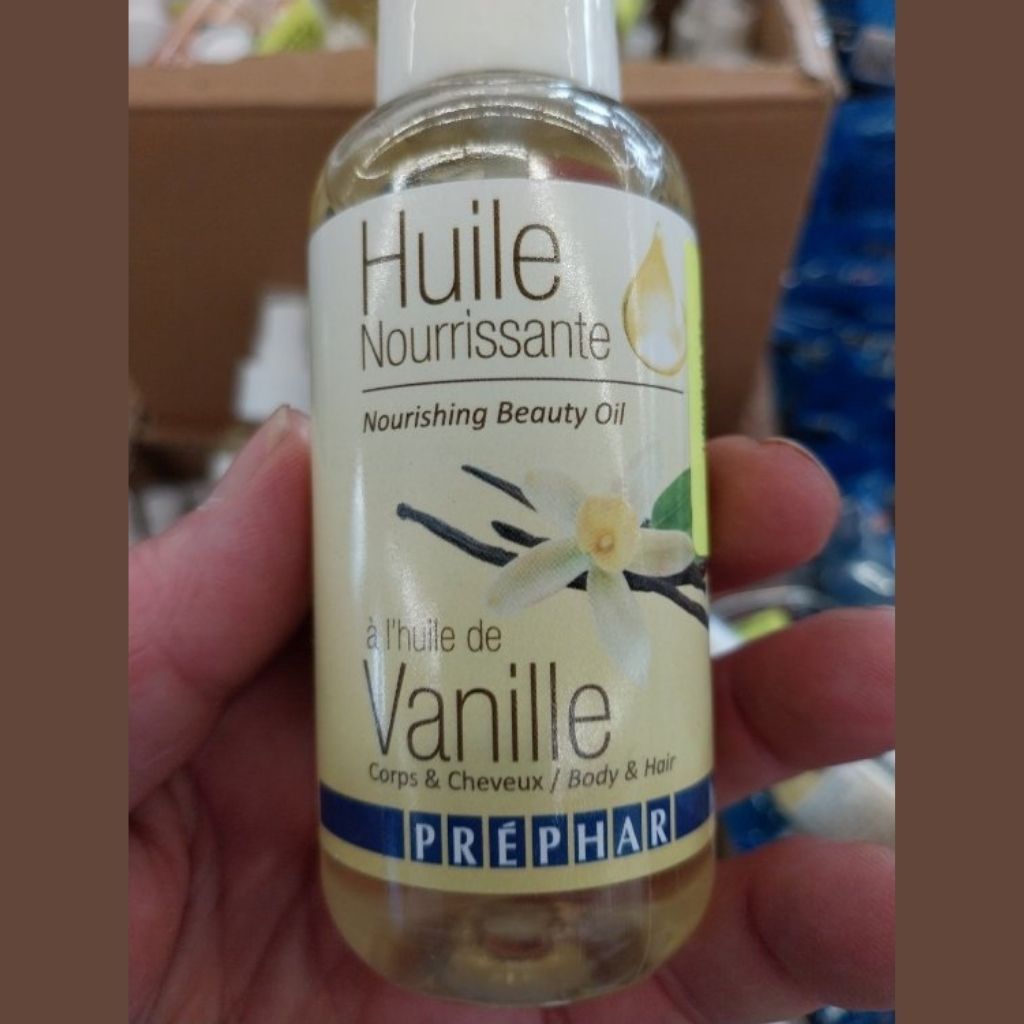 Huile
Nourrissante
Nourishing Beauty Oil
à l'huile de
Vanille
Corps & Cheveux / Body & Hair
PRÉPHAR